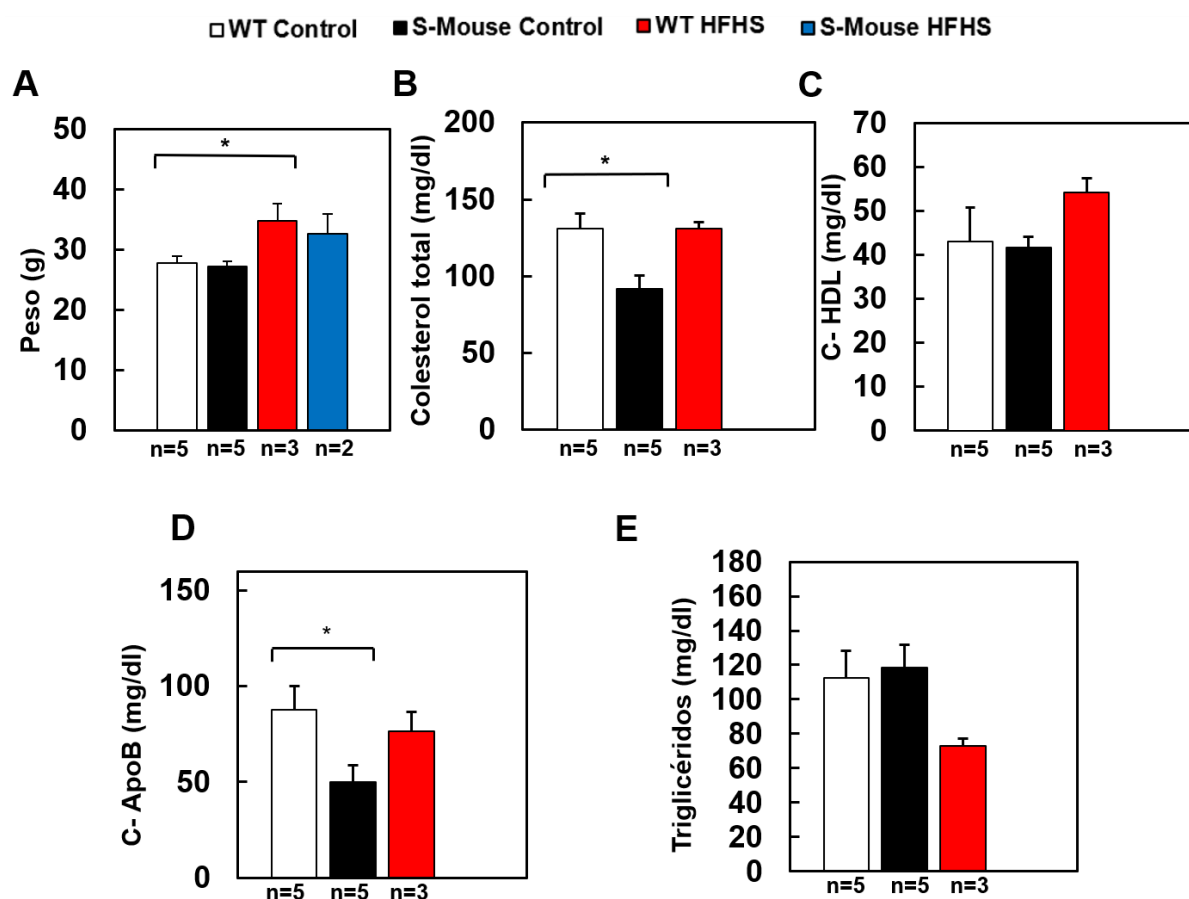 WT Control S-Mouse Control WT HFHS S-Mouse HFHS
A
Peso (g)
50
40
30
20
10
0
*
n=5 n=5 n=3 n=2
B
Colesterol total (mg/dl)
200
150
100
50
0
*
n=5 n=5 n=3
C
C- HDL (mg/dl)
70
60
50
40
30
20
10
0
n=5 n=5 n=3
D
C- ApoB (mg/dl)
150
100
50
0
*
n=5 n=5 n=3
E
Triglicéridos (mg/dl)
180
160
140
120
100
80
60
40
20
0
n=5 n=5 n=3